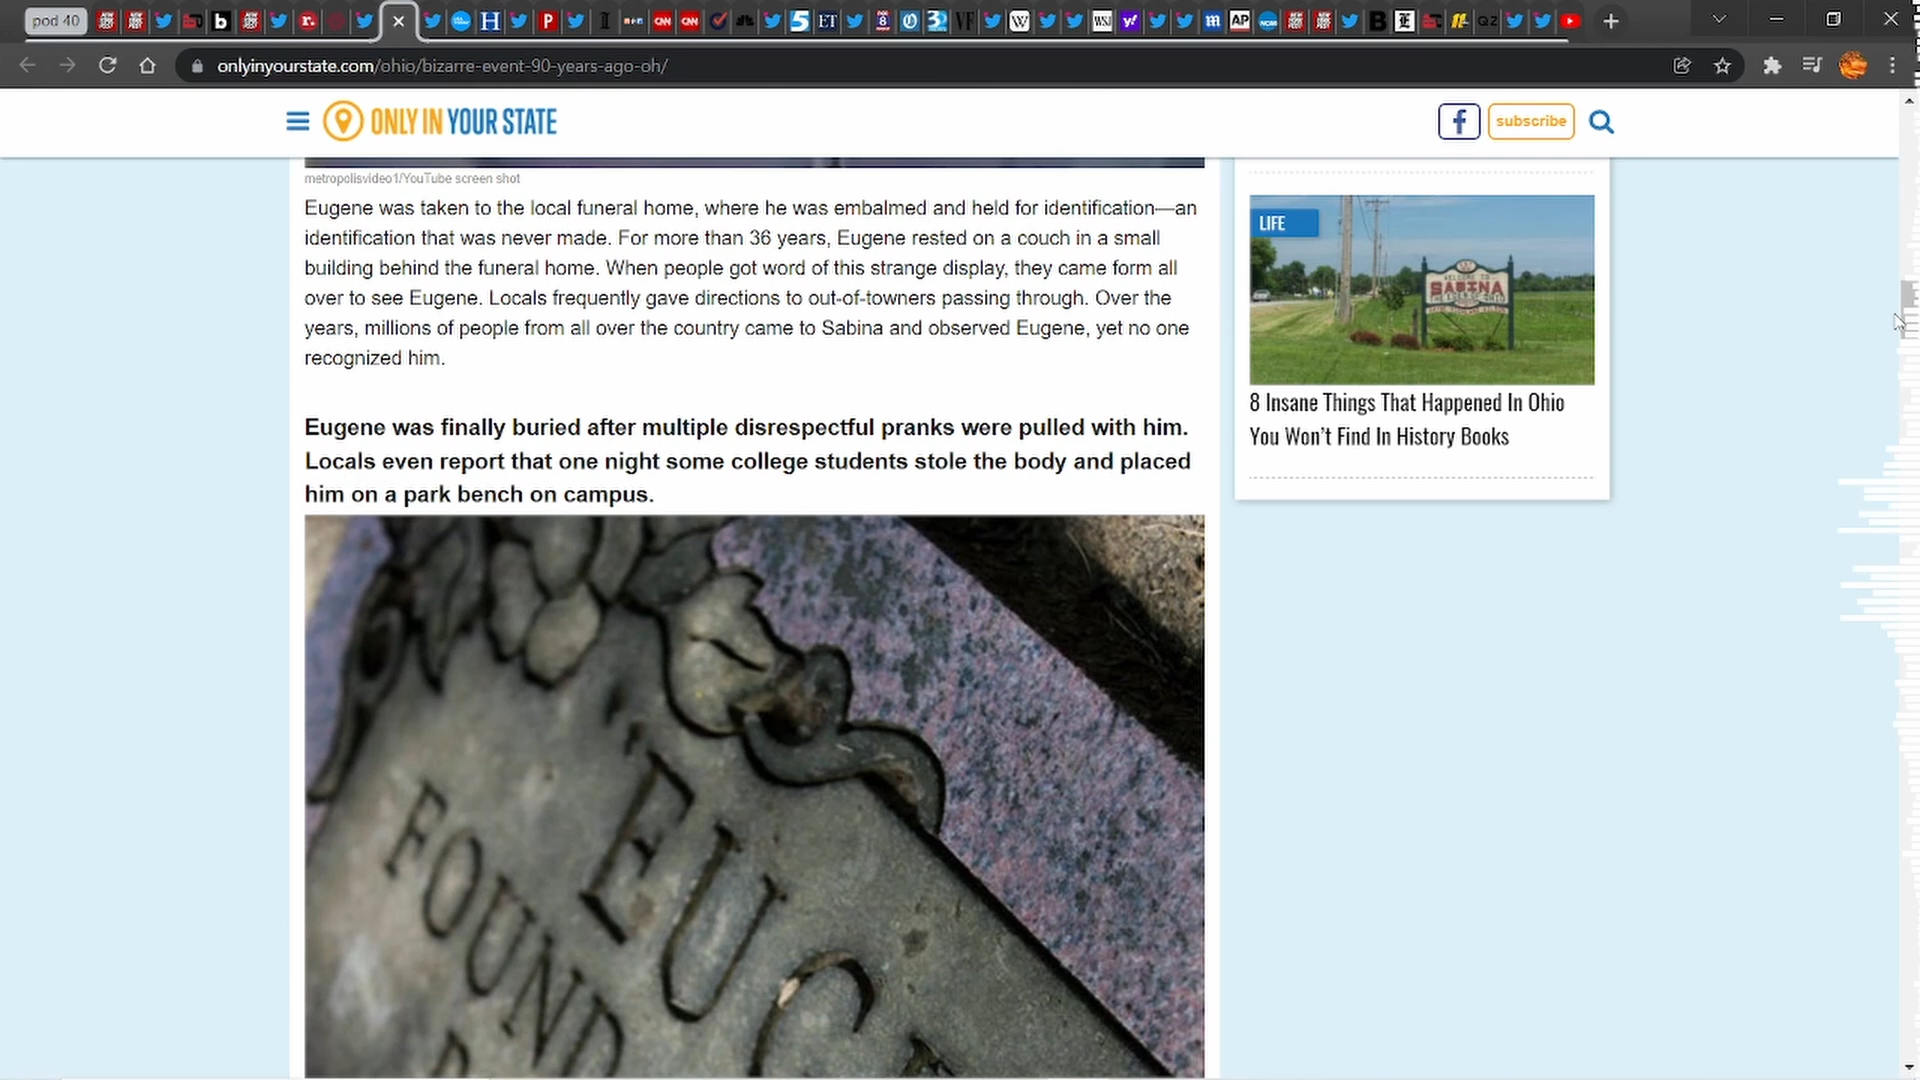 pod 40
onlyinyourstate.com/ohio/bizarre-event-90-years-ago-oh/
ONLY IN YOUR STATE
subscribe
metropolisvideo1/YouTube screen shot
Eugene was taken to the local funeral home, where he was embalmed and held for identification—an
identification that was never made. For more than 36 years, Eugene rested on a couch in a small
building behind the funeral home. When people got word of this strange display, they came form all
over to see Eugene. Locals frequently gave directions to out-of-towners passing through. Over the
years, millions of people from all over the country came to Sabina and observed Eugene, yet no one
recognized him.
Eugene was finally buried after multiple disrespectful pranks were pulled with him.
Locals even report that one night some college students stole the body and placed
him on a park bench on campus.
EUG
FOUND
LIFE
SABINA
8 Insane Things That Happened In Ohio
You Won't Find In History Books